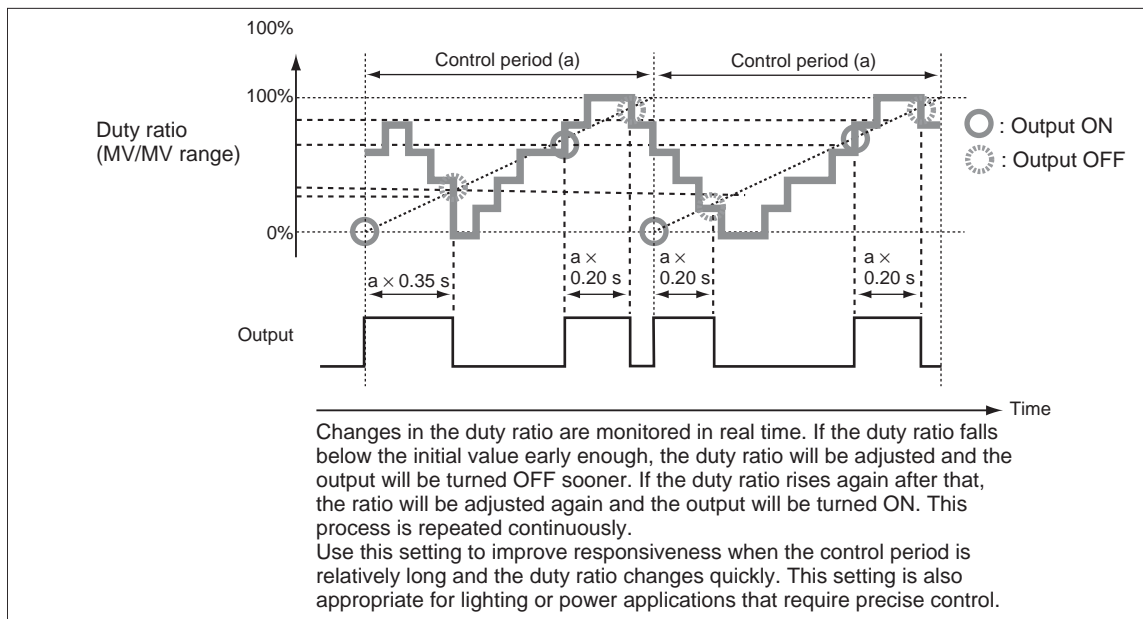 100%
Control period (a)
Control period (a)
100%
Duty ratio
(MV/MV range)
: Output ON
: Output OFF
0%
a × 0.35 s
a ×
0.20 s
a ×
0.20 s
a ×
0.20 s
Output
Time
Changes in the duty ratio are monitored in real time. If the duty ratio falls
below the initial value early enough, the duty ratio will be adjusted and the
output will be turned OFF sooner. If the duty ratio rises again after that,
the ratio will be adjusted again and the output will be turned ON. This
process is repeated continuously.
Use this setting to improve responsiveness when the control period is
relatively long and the duty ratio changes quickly. This setting is also
appropriate for lighting or power applications that require precise control.